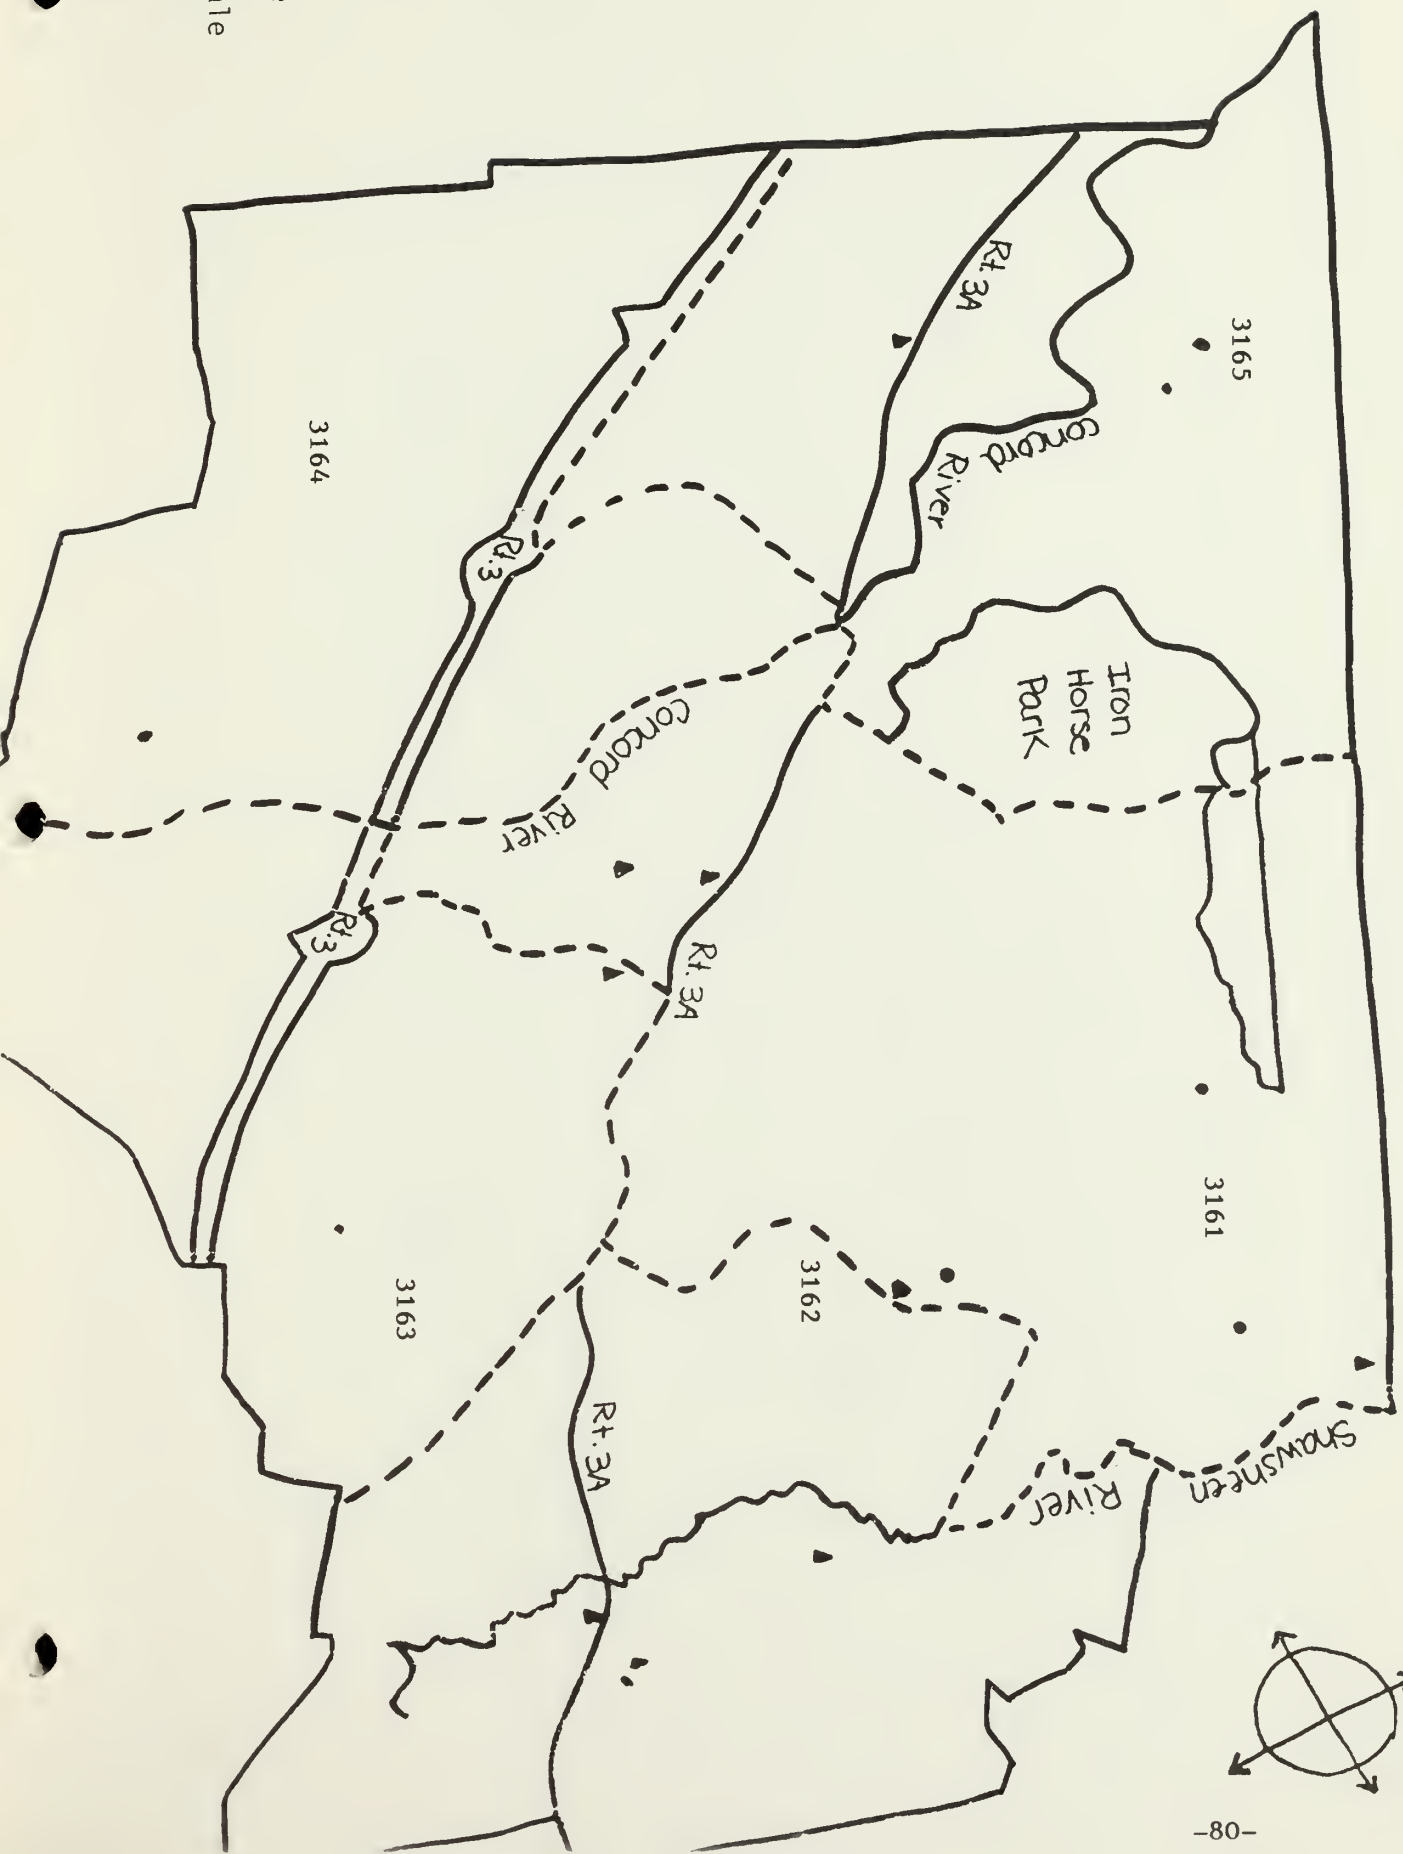 ale
3165
Rt. 3A
Concord
River
3164
Rt.3
Iron
Horse
Park
Concord
River
Rt. 3A
Rt.3
3161
3162
3163
Rt. 3A
Shawsheen
River
-80-